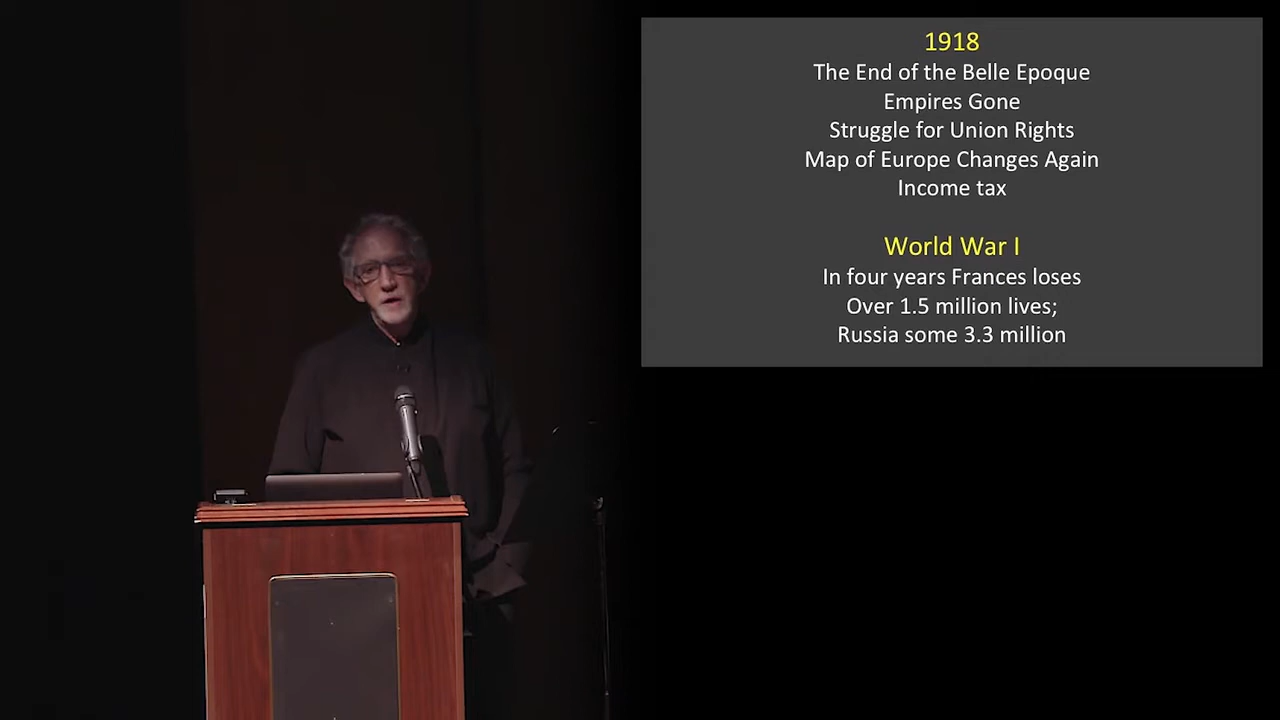 1918
The End of the Belle Epoque
Empires Gone
Struggle for Union Rights
Map of Europe Changes Again
Income tax
World War I
In four years Frances loses
Over 1.5 million lives;
Russia some 3.3 million